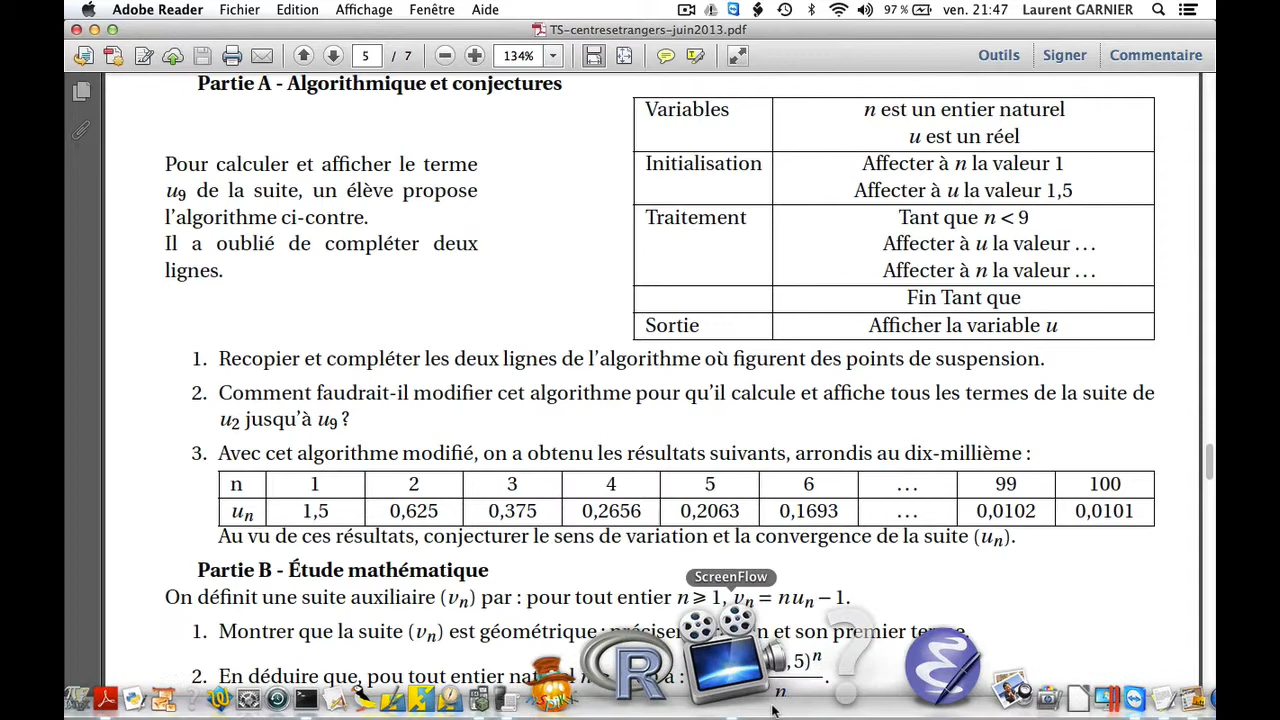 Adobe Reader Fichier Edition Affichage Fenêtre Aide 97 % ven. 21:47 Laurent GARNIER
TS-centresetrangers-juin2013.pdf
5 / 7 134% Outils Signer Commentaire
Partie A - Algorithmique et conjectures
Pour calculer et afficher le terme
u9 de la suite, un élève propose
l'algorithme ci-contre.
Il a oublié de compléter deux
lignes.
Variables n est un entier naturel
u est un réel
Initialisation Affecter à n la valeur 1
Affecter à u la valeur 1,5
Traitement Tant que n < 9
Affecter à u la valeur ...
Affecter à n la valeur ...
Fin Tant que
Sortie Afficher la variable u
1. Recopier et compléter les deux lignes de l'algorithme où figurent des points de suspension.
2. Comment faudrait-il modifier cet algorithme pour qu'il calcule et affiche tous les termes de la suite de
u2 jusqu'à u9 ?
3. Avec cet algorithme modifié, on a obtenu les résultats suivants, arrondis au dix-millième :
n 1 2 3 4 5 6 ... 99 100
un 1,5 0,625 0,375 0,2656 0,2063 0,1693 ... 0,0102 0,0101
Au vu de ces résultats, conjecturer le sens de variation et la convergence de la suite (un).
Partie B - Étude mathématique
ScreenFlow
On définit une suite auxiliaire (vn) par : pour tout entier n ⩾ 1, vn = nun − 1.
1. Montrer que la suite (vn) est géométrique ; précise n et son premier terme.
2. En déduire que, pou tout entier nat a : ,5)^n
n .